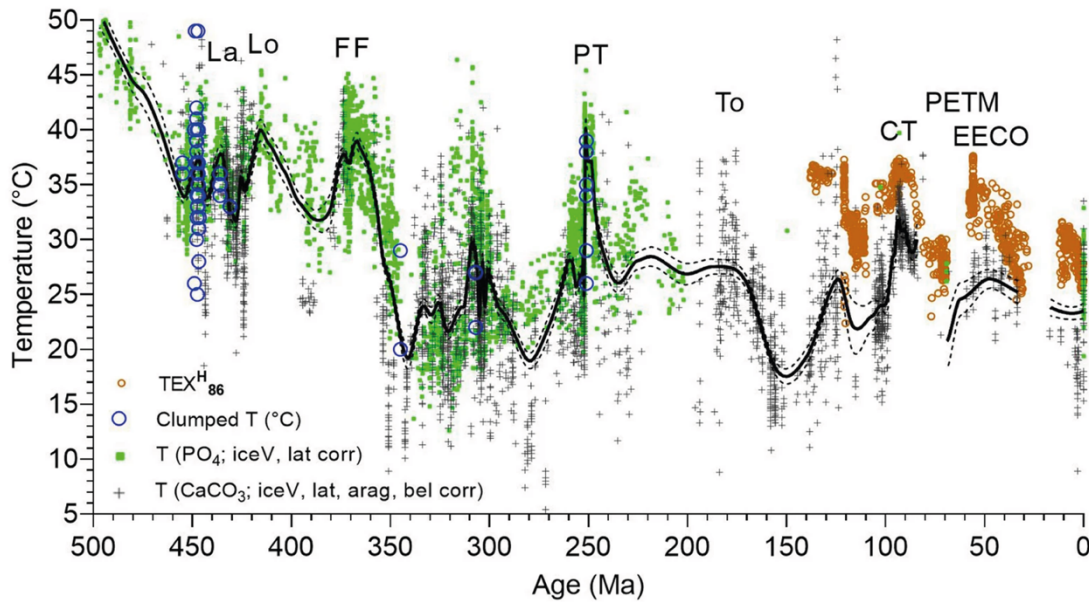 Temperature (°C)
50
45
40
35
30
25
20
15
10
5
La Lo FF PT To CT PETM
EECO
TEXᴴ₈₆
Clumped T (°C)
T (PO₄; iceV, lat corr)
T (CaCO₃; iceV, lat, arag, bel corr)
500 450 400 350 300 250 200 150 100 50 0
Age (Ma)